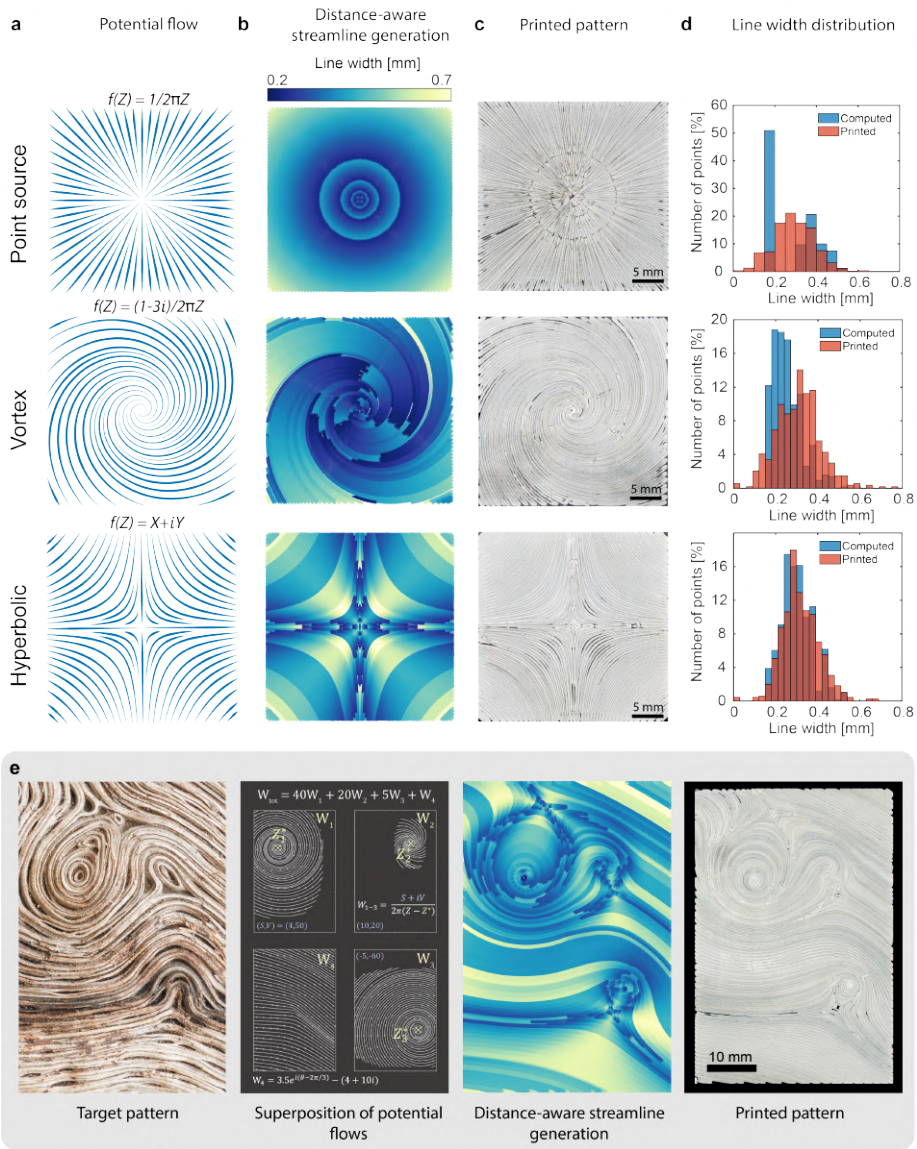 a Potential flow b Distance-aware streamline generation c Printed pattern d Line width distribution
Line width [mm]
0.2 0.7
Point source
f(Z) = 1/2πZ
5 mm
60
50
40
30
20
10
0
Number of points [%]
Computed
Printed
0 0.2 0.4 0.6 0.8
Line width [mm]
Vortex
f(Z) = (1-3i)/2πZ
5 mm
20
16
12
8
4
0
Number of points [%]
Computed
Printed
0 0.2 0.4 0.6 0.8
Line width [mm]
Hyperbolic
f(Z) = X+iY
5 mm
16
12
8
4
0
Number of points [%]
Computed
Printed
0 0.2 0.4 0.6 0.8
Line width [mm]
e
W_tot = 40W_1 + 20W_2 + 5W_3 + W_4
W_1
Z_1^*
(S,V) = (4,50)
W_2
Z_2^*
W_1-3 = (S + iV) / (2π(Z − Z^*))
(10,20)
W_4
(-5,-60)
W_3
Z_3^*
W_4 = 3.5e^{i(θ−2π/3)} − (4 + 10i)
10 mm
Target pattern
Superposition of potential
flows
Distance-aware streamline
generation
Printed pattern